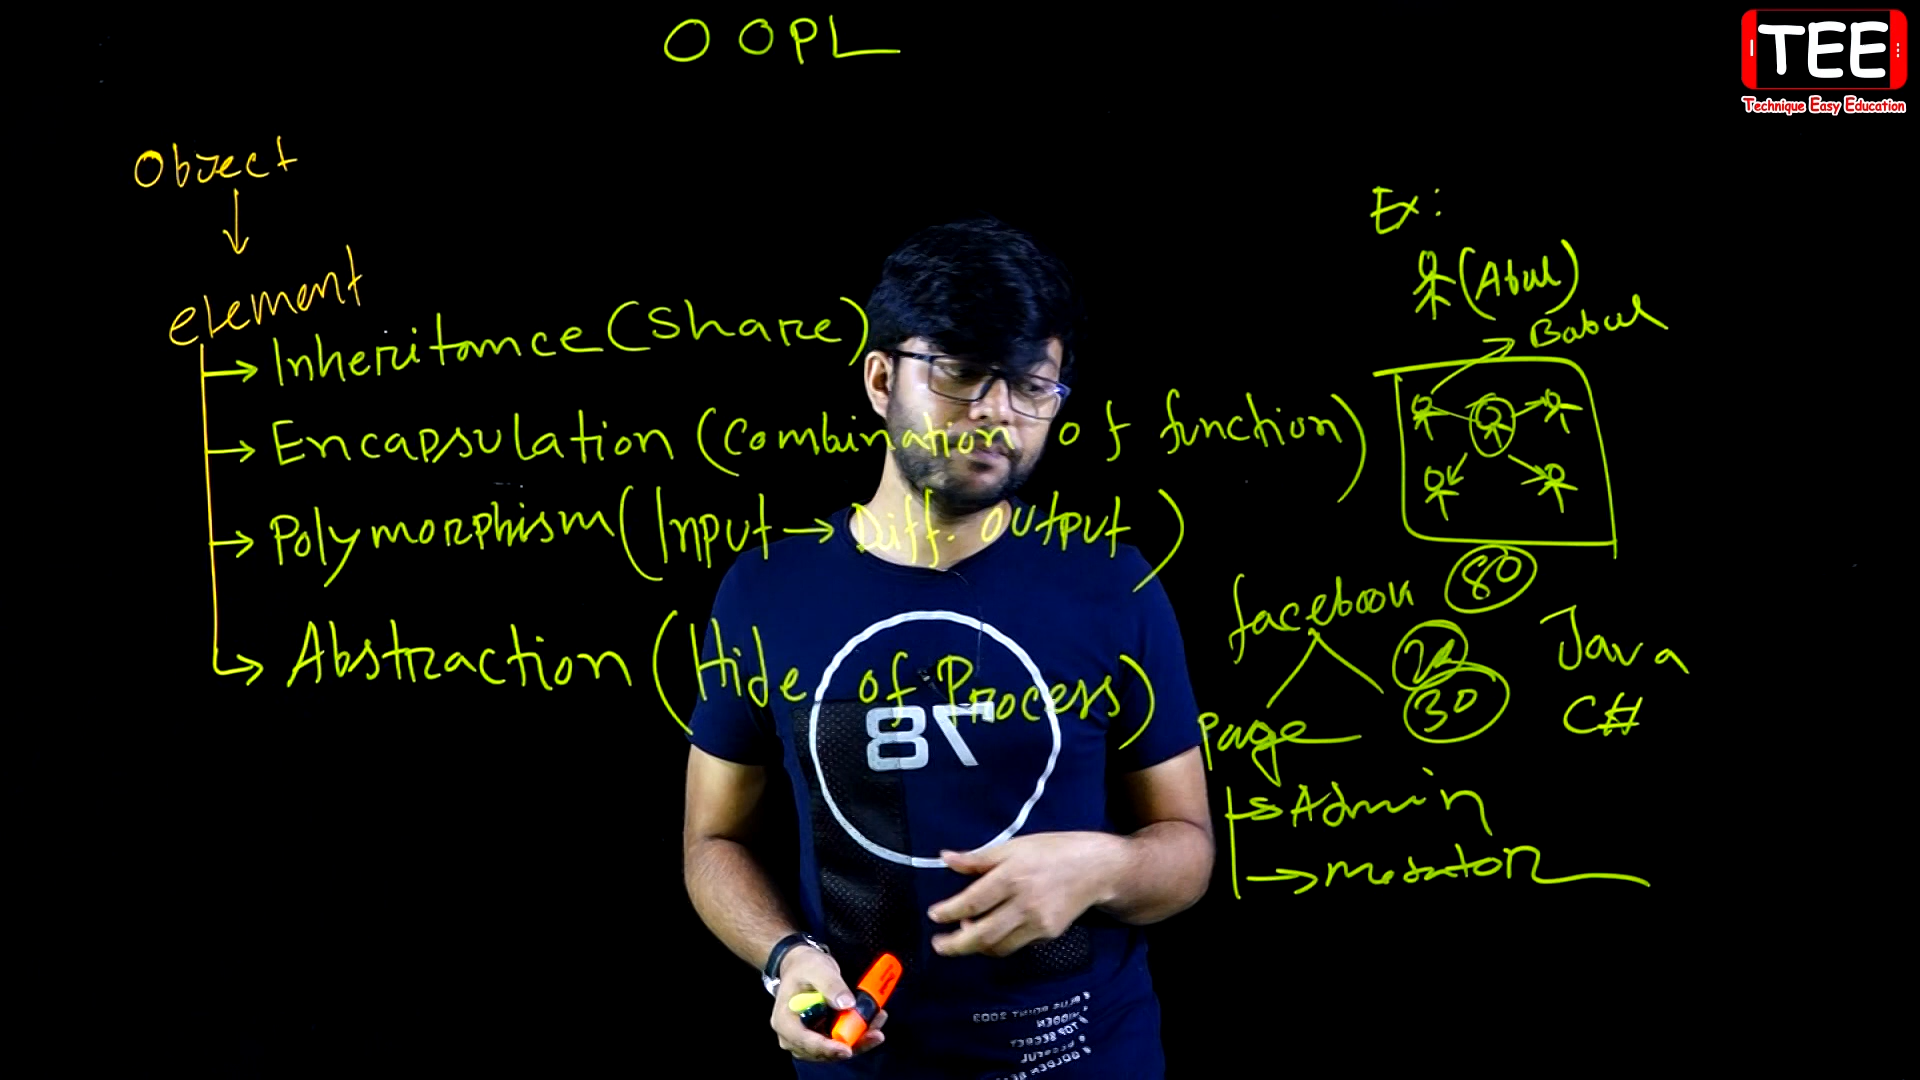 OOPL
TEE
Technique Easy Education
Object
element
Inheritance (Share)
Encapsulation (Combination of function)
Polymorphism (Input → Diff. output)
Abstraction (Hide of Process)
Ex:
(Abul)
Babul
facebook 80
30
Page
Admin
Java
C#
78